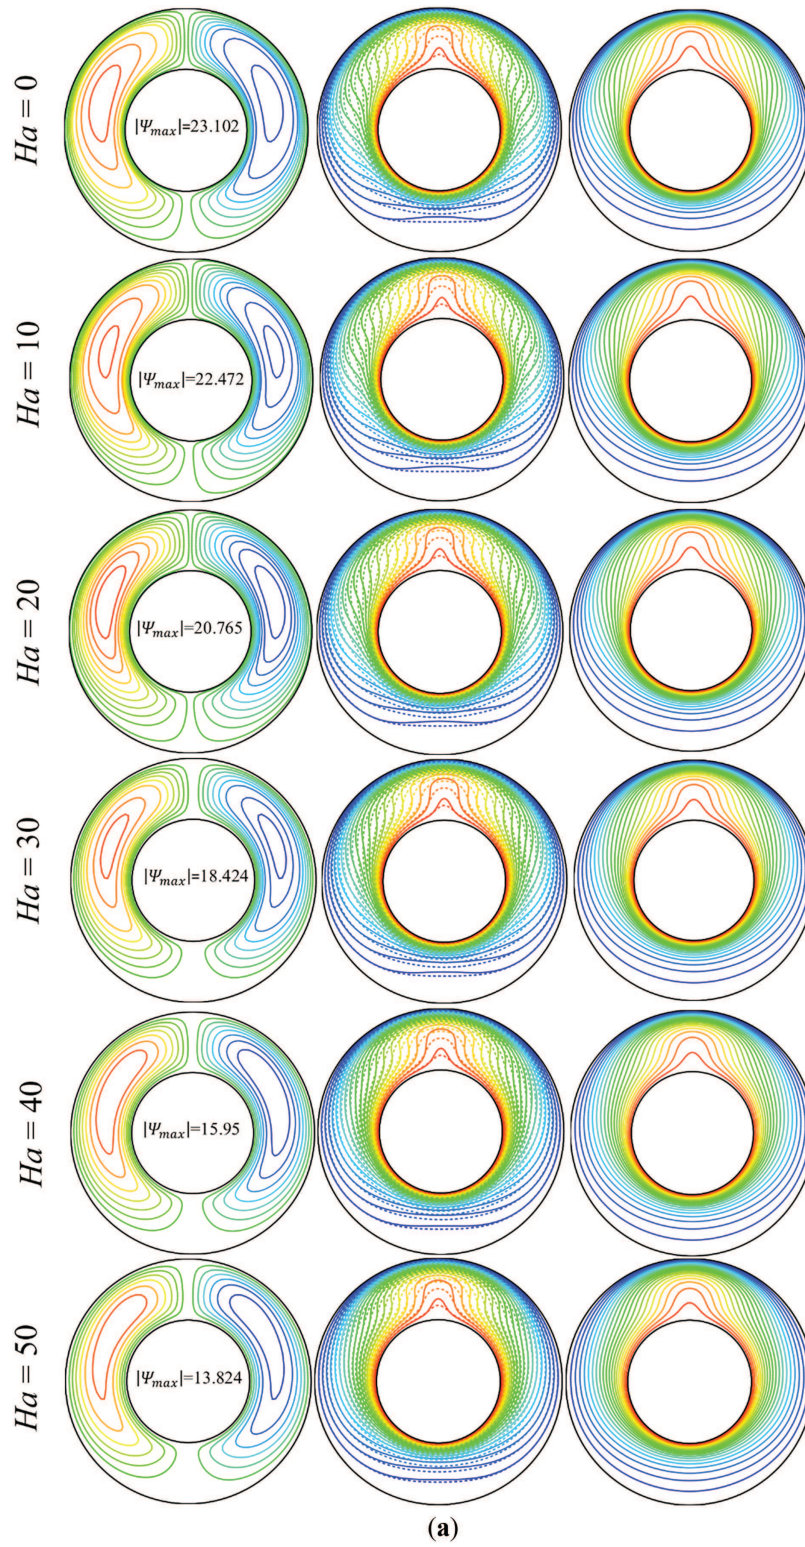 Ha = 0
|Ψmax|=23.102
Ha = 10
|Ψmax|=22.472
Ha = 20
|Ψmax|=20.765
Ha = 30
|Ψmax|=18.424
Ha = 40
|Ψmax|=15.95
Ha = 50
|Ψmax|=13.824
(a)